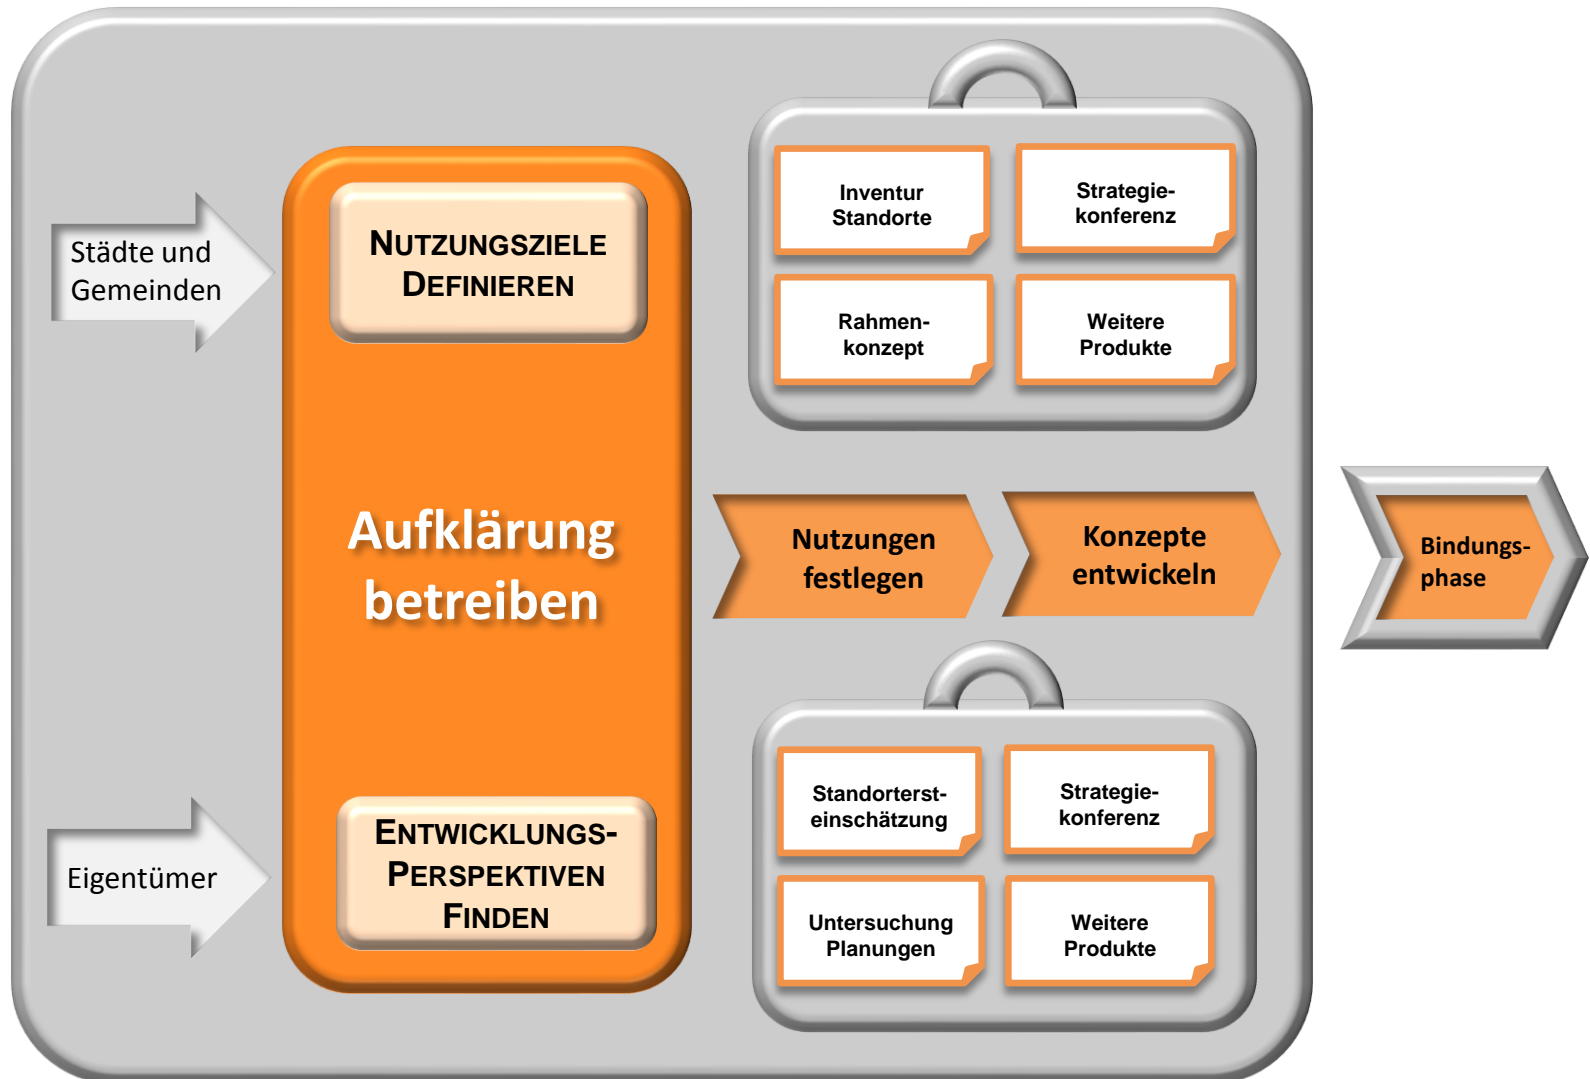 Städte und
Gemeinden
NUTZUNGSZIELE
DEFINIEREN
Aufklärung
betreiben
Eigentümer
ENTWICKLUNGS-
PERSPEKTIVEN
FINDEN
Inventur
Standorte
Strategie-
konferenz
Rahmen-
konzept
Weitere
Produkte
Nutzungen
festlegen
Konzepte
entwickeln
Bindungs-
phase
Standorterst-
einschätzung
Strategie-
konferenz
Untersuchung
Planungen
Weitere
Produkte